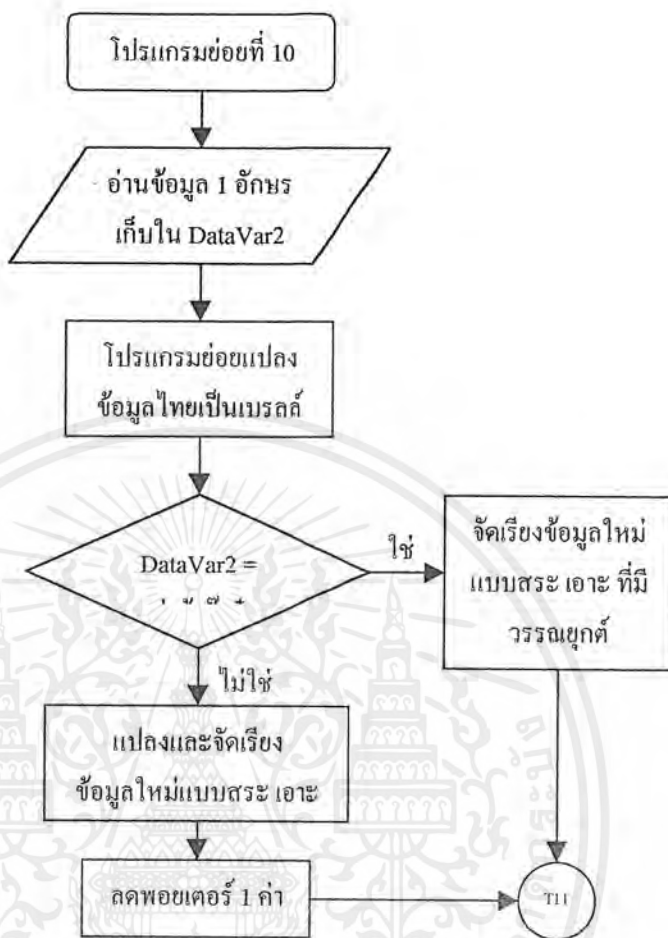 โปรแกรมย่อยที่ 10
อ่านข้อมูล 1 อักษร
เก็บใน DataVar2
โปรแกรมย่อยแปลง
ข้อมูลไทยเป็นเบรลล์
DataVar2 =
ใช่
จัดเรียงข้อมูลใหม่
แบบสระ เอาะ ที่มี
วรรณยุกต์
ไม่ใช่
แปลงและจัดเรียง
ข้อมูลใหม่แบบสระ เอาะ
ลดพอยเตอร์ 1 ค่า